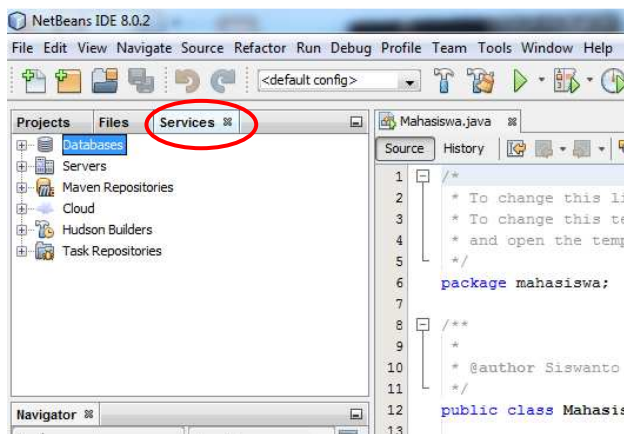 NetBeans IDE 8.0.2
File Edit View Navigate Source Refactor Run Debug Profile Team Tools Window Help
<default config>
Projects Files Services
Mahasiswa.java
Databases
Servers
Maven Repositories
Cloud
Hudson Builders
Task Repositories
Navigator
Source History
1 /*
2 * To change this li
3 * To change this te
4 * and open the temp
5 */
6 package mahasiswa;
7
8 /**
9 *
10 * @author Siswanto
11 */
12 public class Mahasis
13